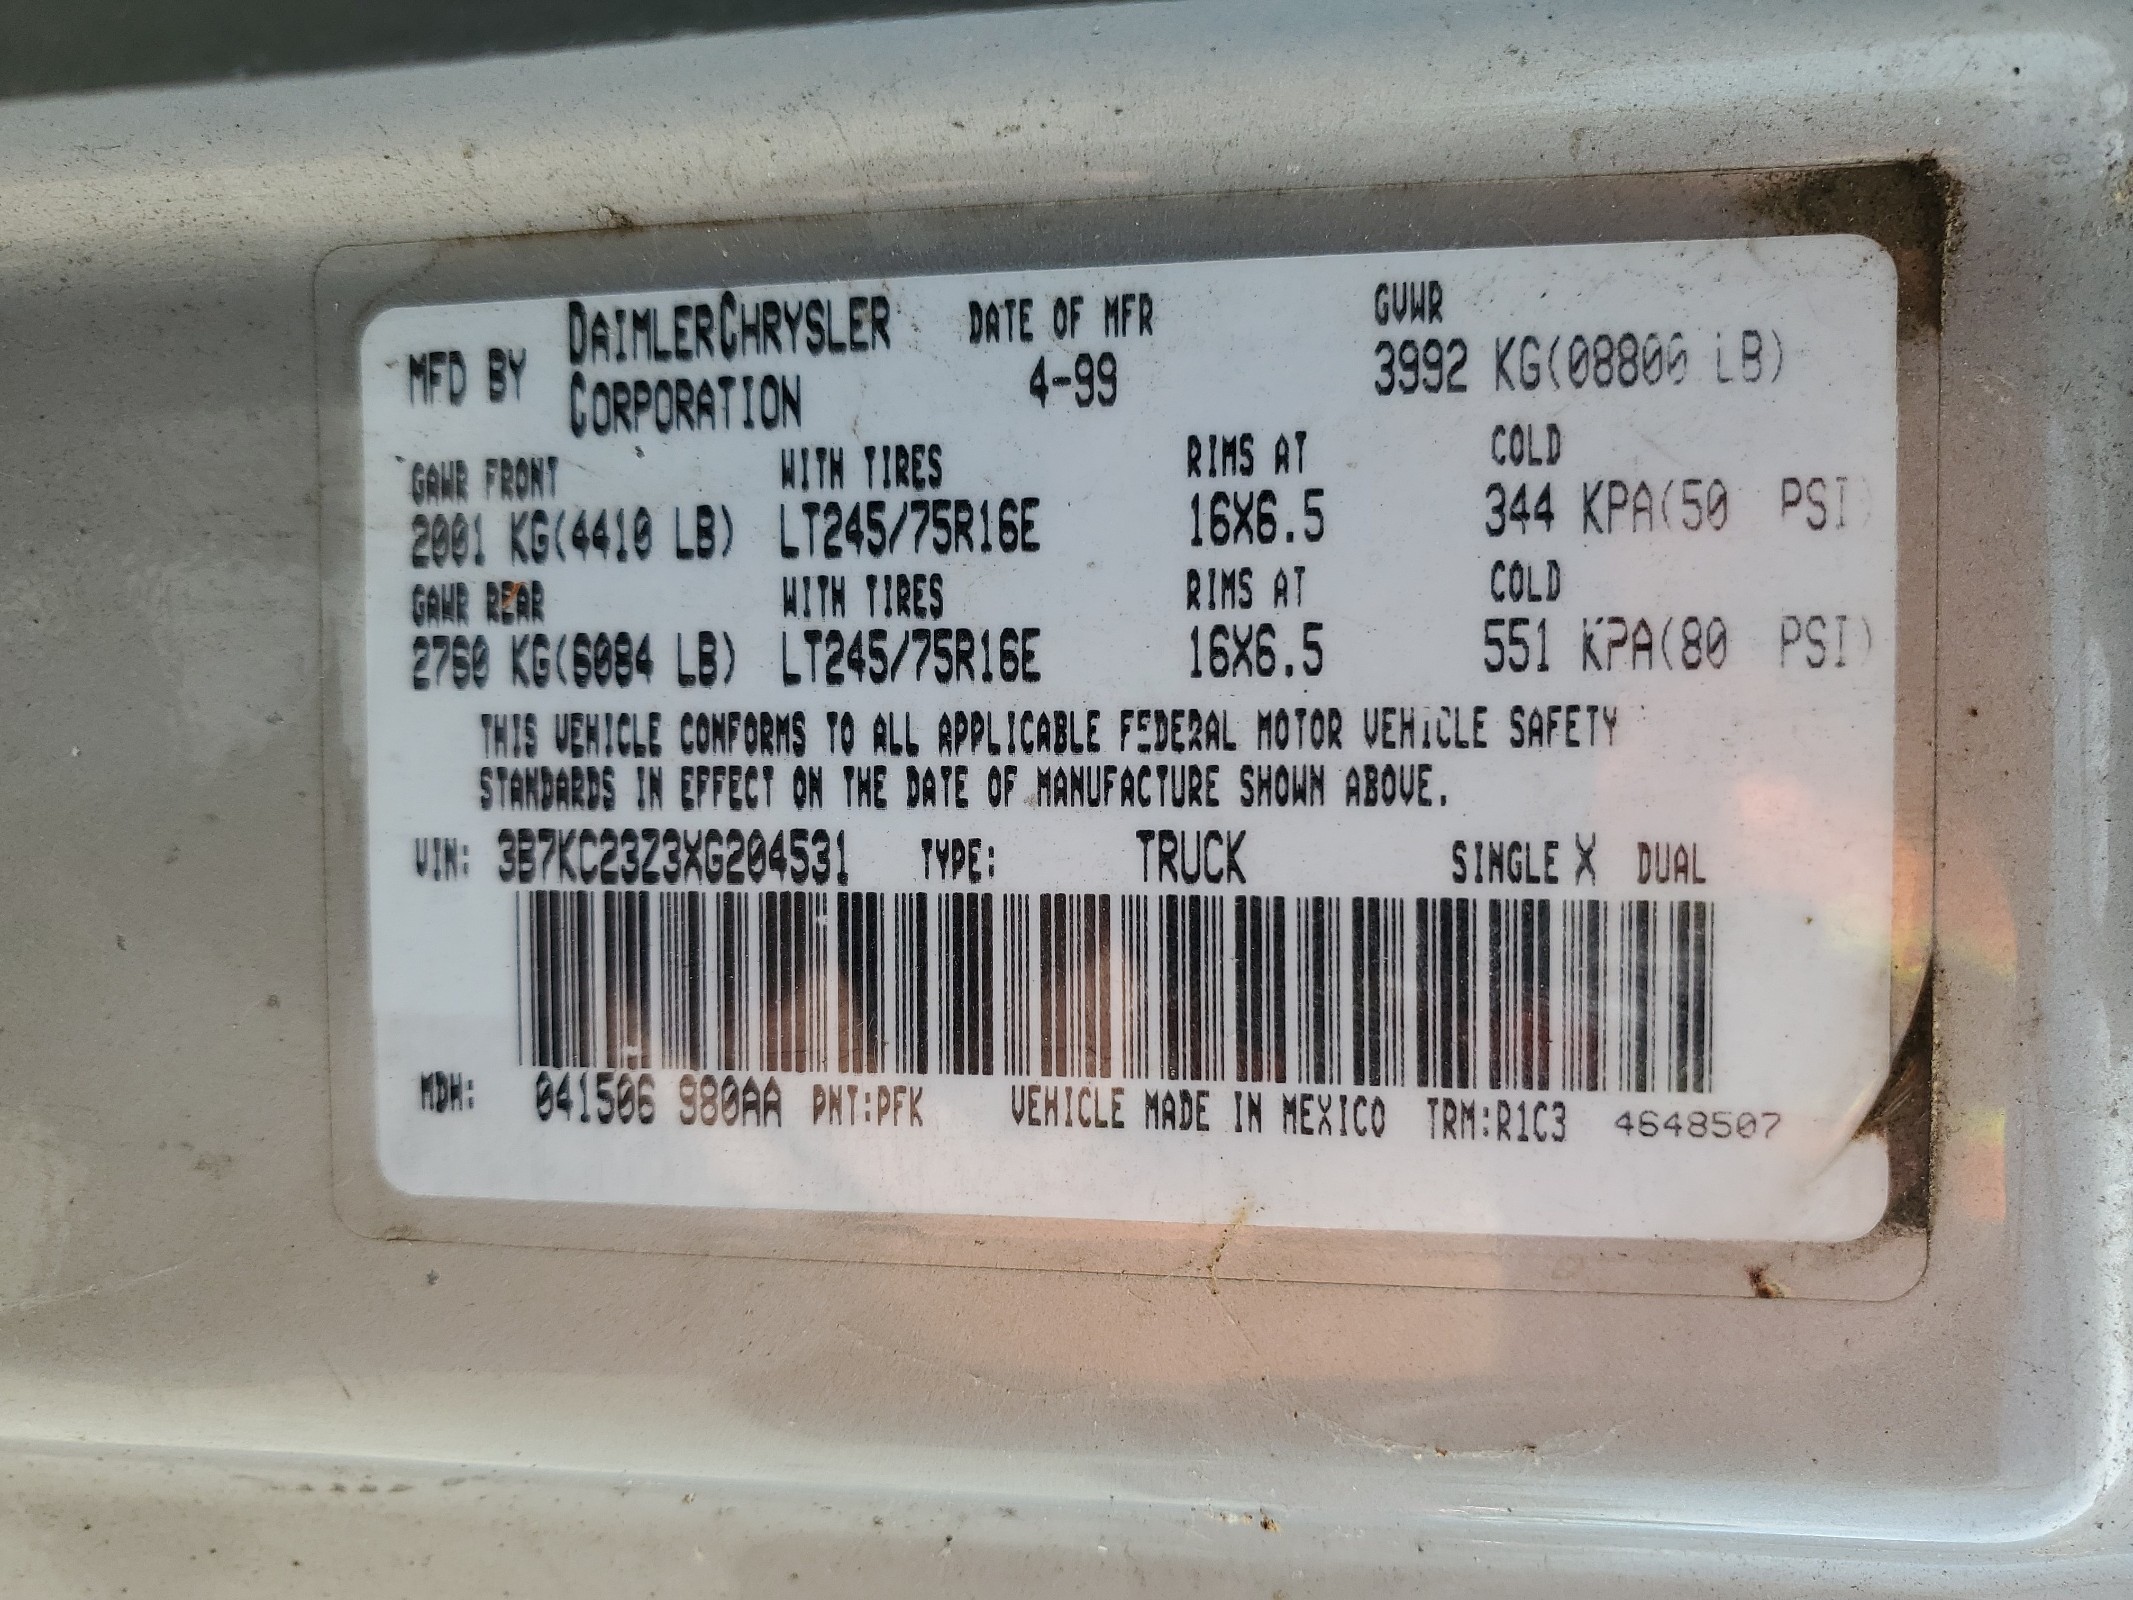 MFD BY DAIMLERCHRYSLER CORPORATION DATE OF MFR 4-99 GVWR 3992 KG(08800 LB)
GAWR FRONT WITH TIRES RIMS AT COLD
2001 KG(4410 LB) LT245/75R16E 16X6.5 344 KPA(50 PSI)
GAWR REAR WITH TIRES RIMS AT COLD
2760 KG(6084 LB) LT245/75R16E 16X6.5 551 KPA(80 PSI)
THIS VEHICLE CONFORMS TO ALL APPLICABLE FEDERAL MOTOR VEHICLE SAFETY
STANDARDS IN EFFECT ON THE DATE OF MANUFACTURE SHOWN ABOVE.
VIN: 3B7KC23Z3XG204531 TYPE: TRUCK SINGLE X DUAL
MDH: 041506 980AA PNT:PFK VEHICLE MADE IN MEXICO TRM:R1C3 4648507